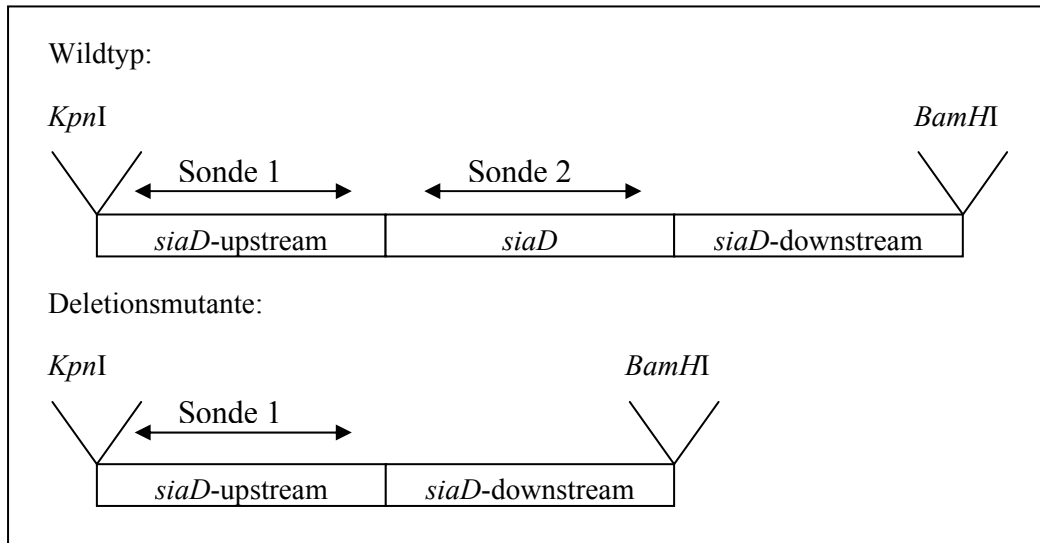 Wildtyp:
KpnI BamHI
Sonde 1 Sonde 2
siaD-upstream siaD siaD-downstream
Deletionsmutante:
KpnI BamHI
Sonde 1
siaD-upstream siaD-downstream